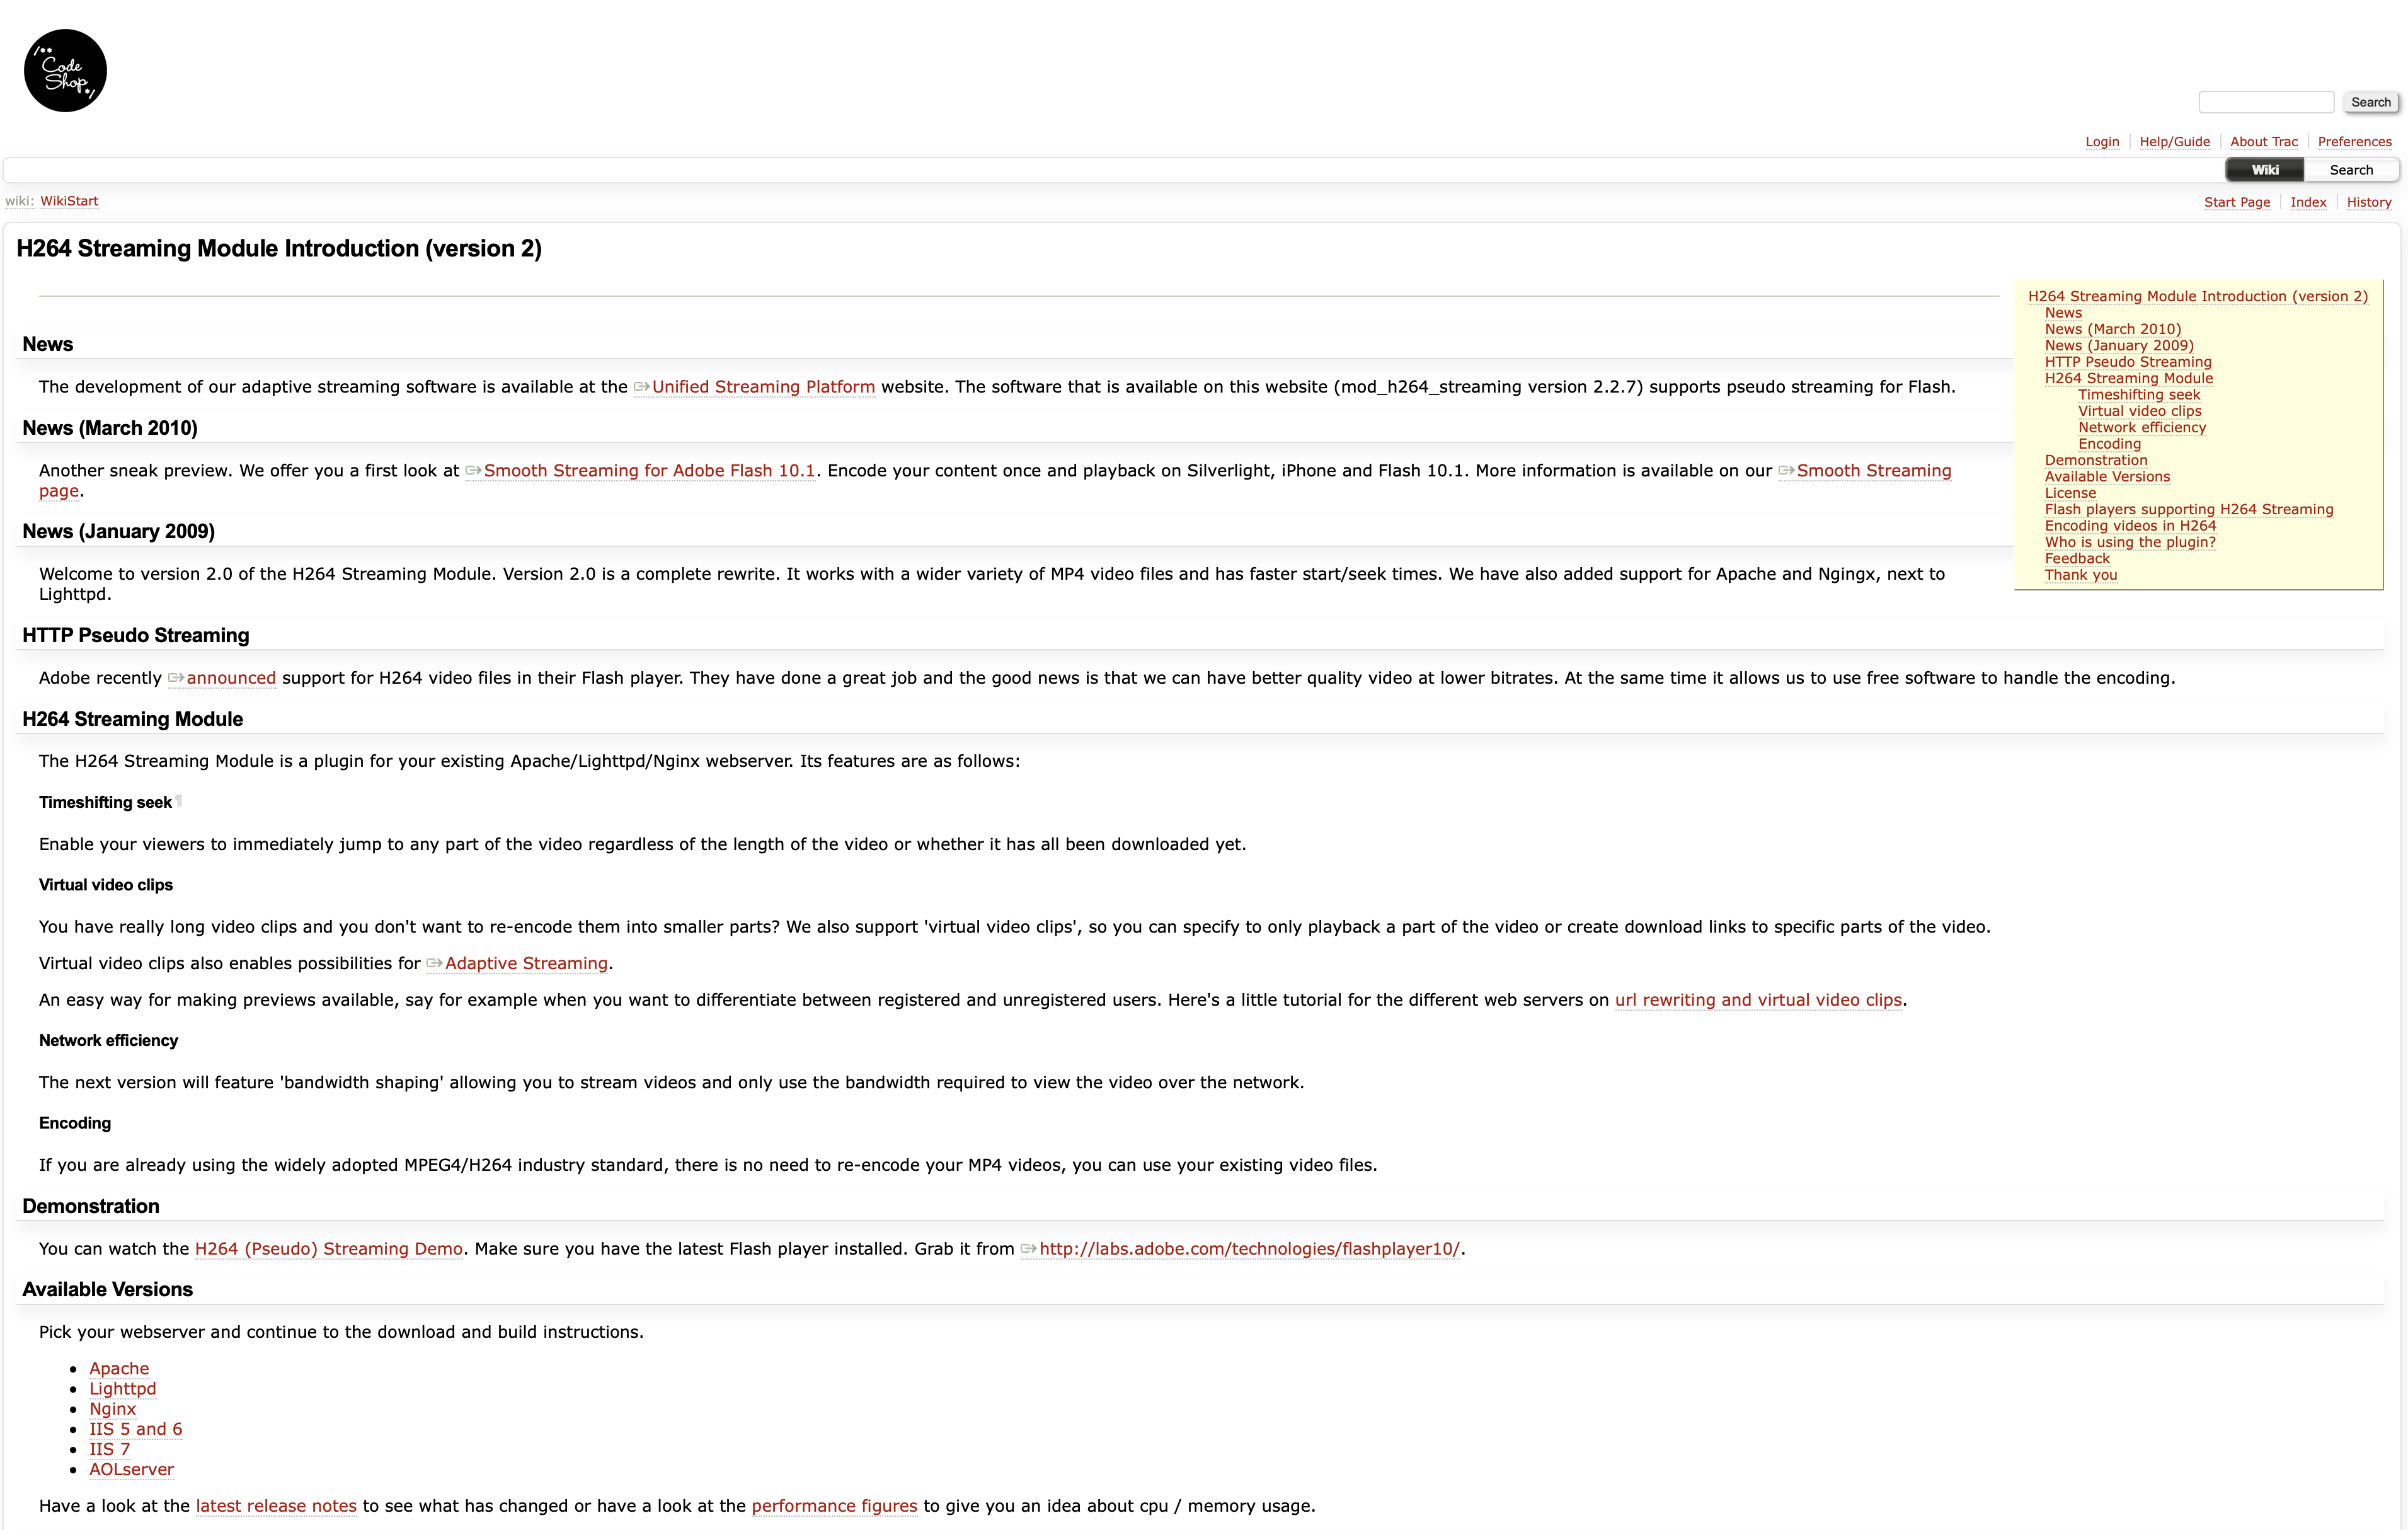 /**
Code
Shop
*/
Search
Login
Help/Guide
About Trac
Preferences
Wiki
Search
wiki: WikiStart
Start Page
Index
History
H264 Streaming Module Introduction (version 2)
H264 Streaming Module Introduction (version 2)
News
News (March 2010)
News (January 2009)
HTTP Pseudo Streaming
H264 Streaming Module
Timeshifting seek
Virtual video clips
Network efficiency
Encoding
Demonstration
Available Versions
License
Flash players supporting H264 Streaming
Encoding videos in H264
Who is using the plugin?
Feedback
Thank you
News
The development of our adaptive streaming software is available at the Unified Streaming Platform website. The software that is available on this website (mod_h264_streaming version 2.2.7) supports pseudo streaming for Flash.
News (March 2010)
Another sneak preview. We offer you a first look at Smooth Streaming for Adobe Flash 10.1. Encode your content once and playback on Silverlight, iPhone and Flash 10.1. More information is available on our Smooth Streaming
page.
News (January 2009)
Welcome to version 2.0 of the H264 Streaming Module. Version 2.0 is a complete rewrite. It works with a wider variety of MP4 video files and has faster start/seek times. We have also added support for Apache and Ngingx, next to
Lighttpd.
HTTP Pseudo Streaming
Adobe recently announced support for H264 video files in their Flash player. They have done a great job and the good news is that we can have better quality video at lower bitrates. At the same time it allows us to use free software to handle the encoding.
H264 Streaming Module
The H264 Streaming Module is a plugin for your existing Apache/Lighttpd/Nginx webserver. Its features are as follows:
Timeshifting seek ¶
Enable your viewers to immediately jump to any part of the video regardless of the length of the video or whether it has all been downloaded yet.
Virtual video clips
You have really long video clips and you don't want to re-encode them into smaller parts? We also support 'virtual video clips', so you can specify to only playback a part of the video or create download links to specific parts of the video.
Virtual video clips also enables possibilities for Adaptive Streaming.
An easy way for making previews available, say for example when you want to differentiate between registered and unregistered users. Here's a little tutorial for the different web servers on url rewriting and virtual video clips.
Network efficiency
The next version will feature 'bandwidth shaping' allowing you to stream videos and only use the bandwidth required to view the video over the network.
Encoding
If you are already using the widely adopted MPEG4/H264 industry standard, there is no need to re-encode your MP4 videos, you can use your existing video files.
Demonstration
You can watch the H264 (Pseudo) Streaming Demo. Make sure you have the latest Flash player installed. Grab it from http://labs.adobe.com/technologies/flashplayer10/.
Available Versions
Pick your webserver and continue to the download and build instructions.
• Apache
• Lighttpd
• Nginx
• IIS 5 and 6
• IIS 7
• AOLserver
Have a look at the latest release notes to see what has changed or have a look at the performance figures to give you an idea about cpu / memory usage.